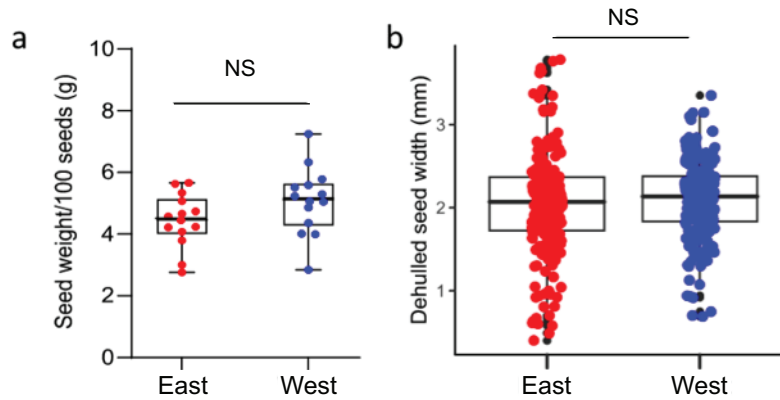 a
NS
Seed weight/100 seeds (g)
10
8
6
4
2
0
East
West
b
NS
Dehulled seed width (mm)
3
2
1
East
West